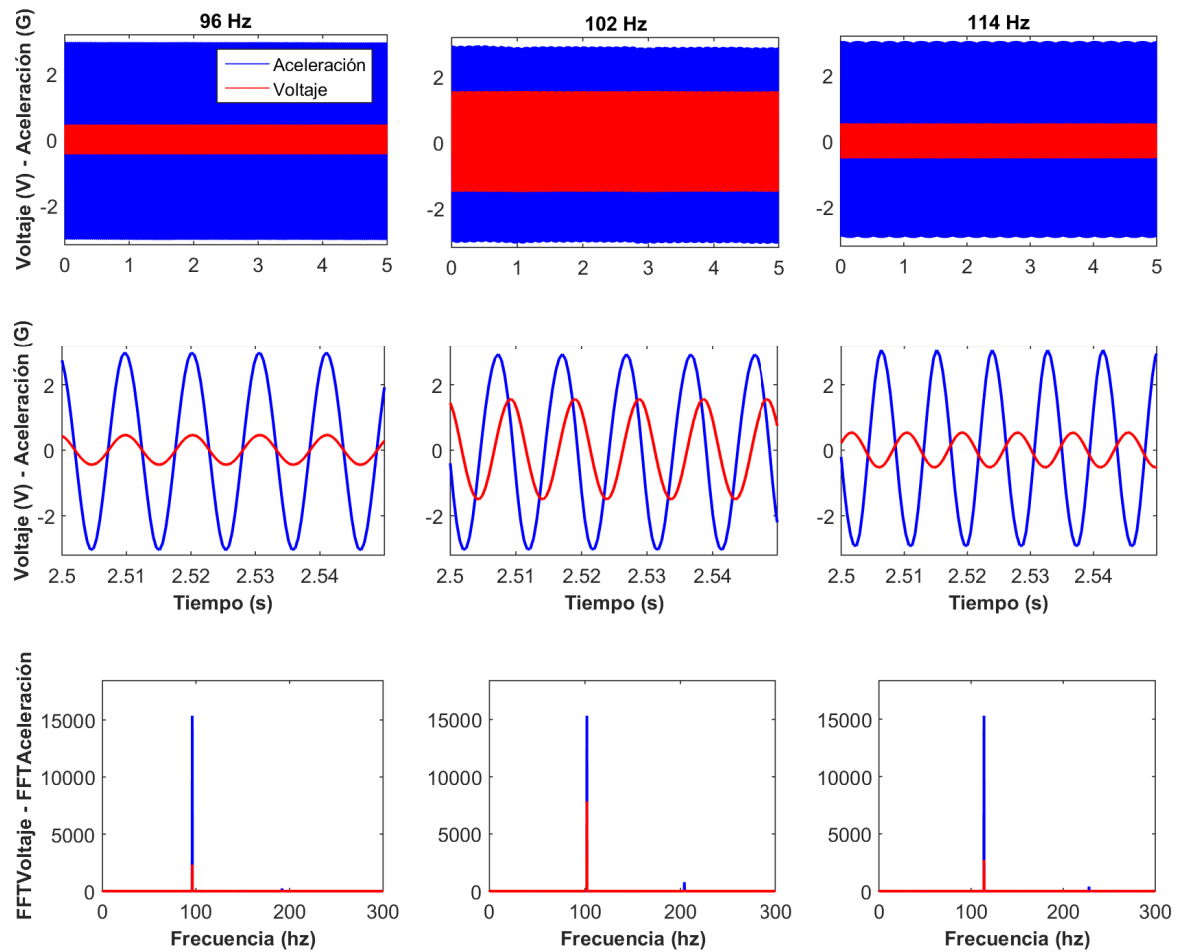 96 Hz
102 Hz
114 Hz
Voltaje (V) - Aceleración (G)
2
0
-2
Aceleración
Voltaje
0 1 2 3 4 5
2
0
-2
0 1 2 3 4 5
2
0
-2
0 1 2 3 4 5
Voltaje (V) - Aceleración (G)
2
0
-2
2.5 2.51 2.52 2.53 2.54
Tiempo (s)
2
0
-2
2.5 2.51 2.52 2.53 2.54
Tiempo (s)
2
0
-2
2.5 2.51 2.52 2.53 2.54
Tiempo (s)
FFTVoltaje - FFTAceleración
15000
10000
5000
0
0 100 200 300
Frecuencia (hz)
15000
10000
5000
0
0 100 200 300
Frecuencia (hz)
15000
10000
5000
0
0 100 200 300
Frecuencia (hz)